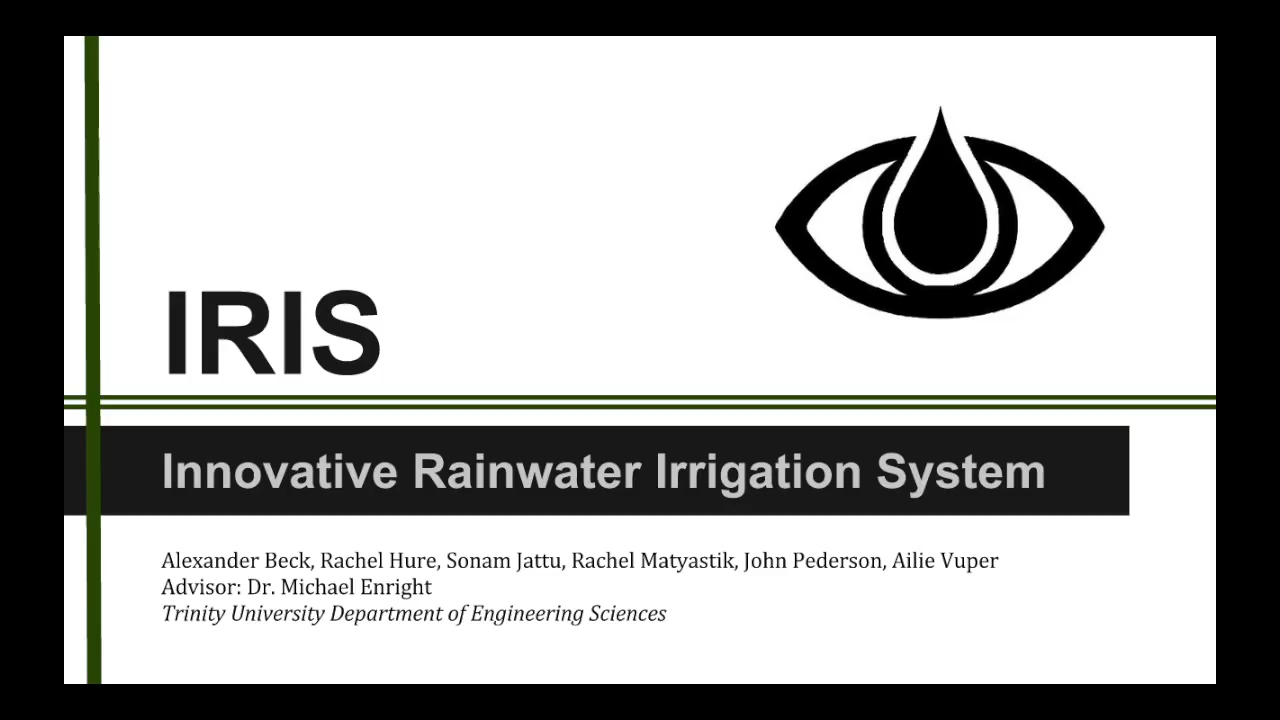 IRIS
Innovative Rainwater Irrigation System
Alexander Beck, Rachel Hure, Sonam Jattu, Rachel Matyastik, John Pederson, Ailie Vuper
Advisor: Dr. Michael Enright
Trinity University Department of Engineering Sciences